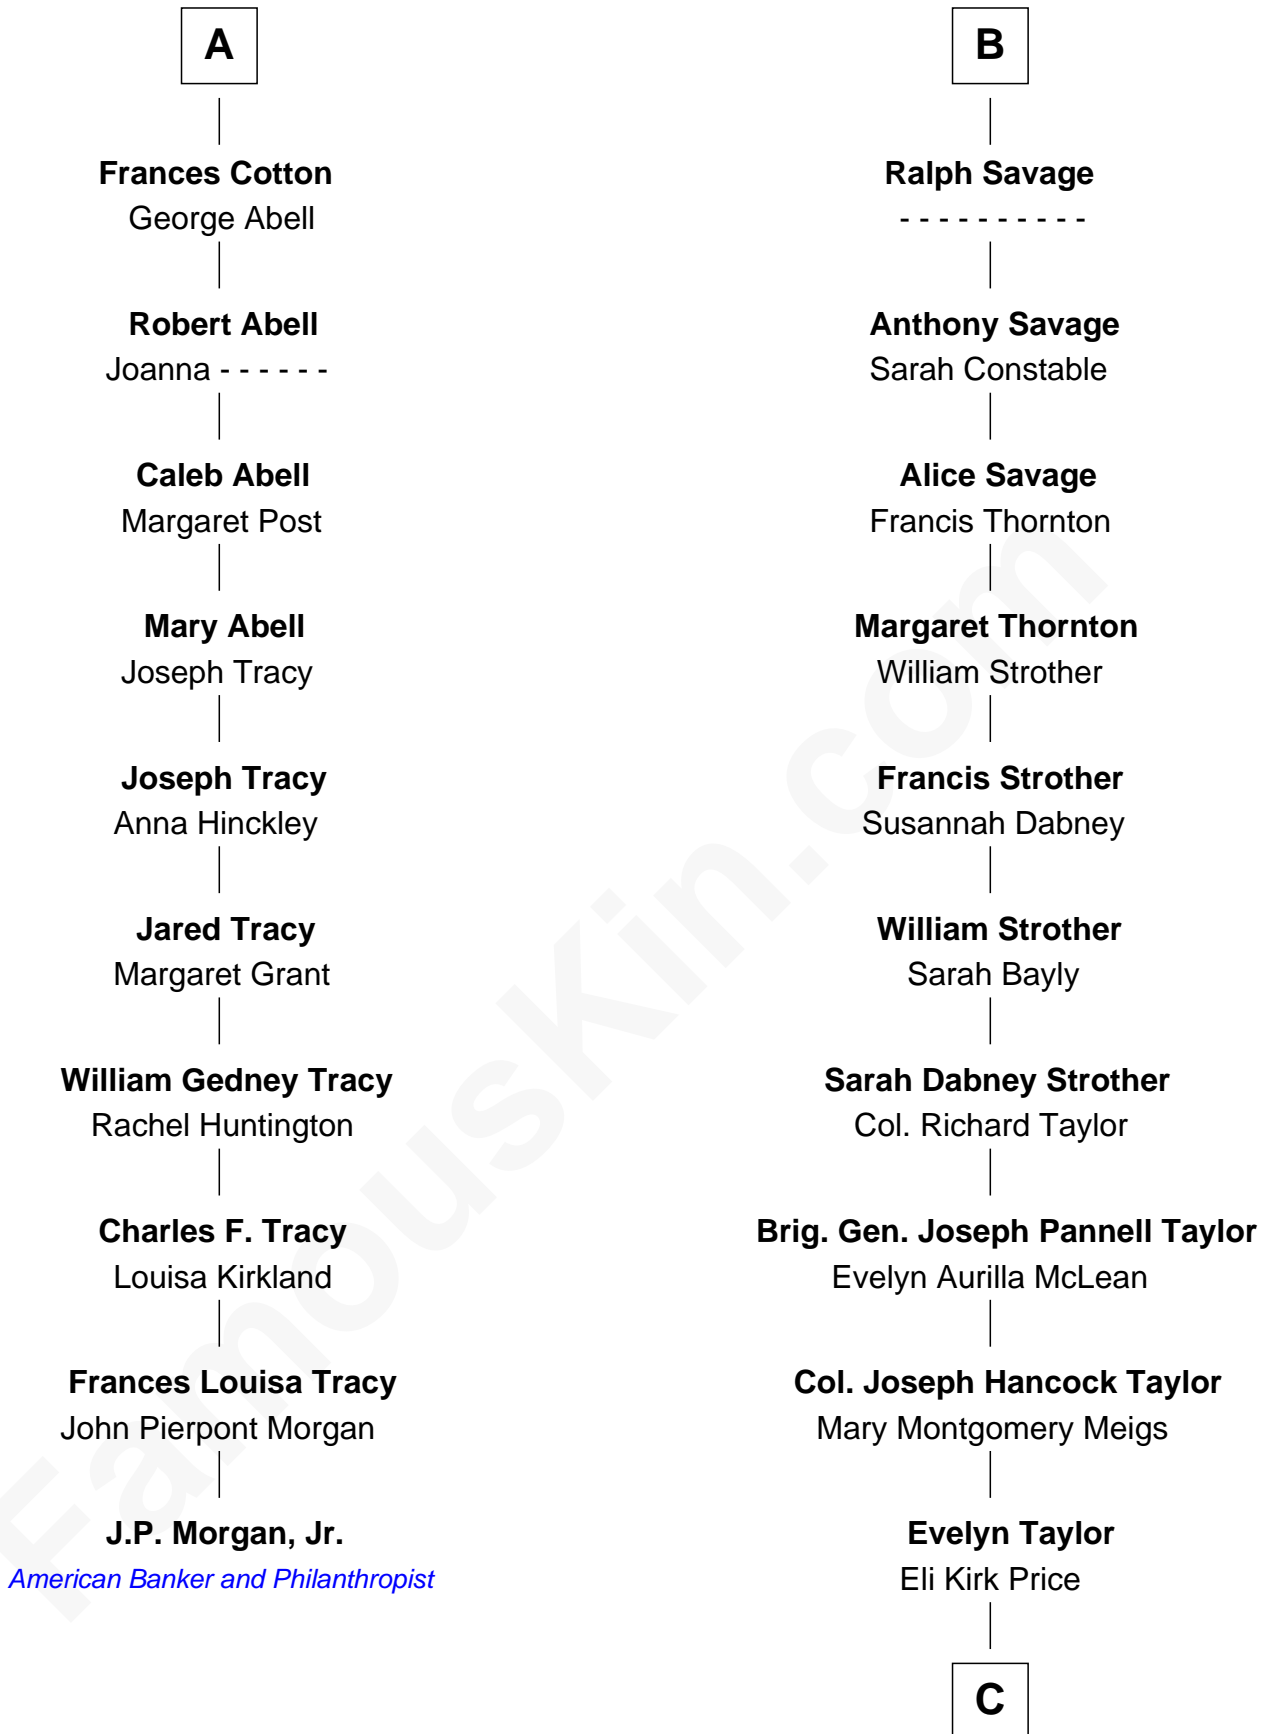 A
Frances Cotton
George Abell
Robert Abell
Joanna - - - - - -
Caleb Abell
Margaret Post
Mary Abell
Joseph Tracy
Joseph Tracy
Anna Hinckley
Jared Tracy
Margaret Grant
William Gedney Tracy
Rachel Huntington
Charles F. Tracy
Louisa Kirkland
Frances Louisa Tracy
John Pierpont Morgan
J.P. Morgan, Jr.
American Banker and Philanthropist
B
Ralph Savage
- - - - - - - - - -
Anthony Savage
Sarah Constable
Alice Savage
Francis Thornton
Margaret Thornton
William Strother
Francis Strother
Susannah Dabney
William Strother
Sarah Bayly
Sarah Dabney Strother
Col. Richard Taylor
Brig. Gen. Joseph Pannell Taylor
Evelyn Aurilla McLean
Col. Joseph Hancock Taylor
Mary Montgomery Meigs
Evelyn Taylor
Eli Kirk Price
C
FamousKin.com